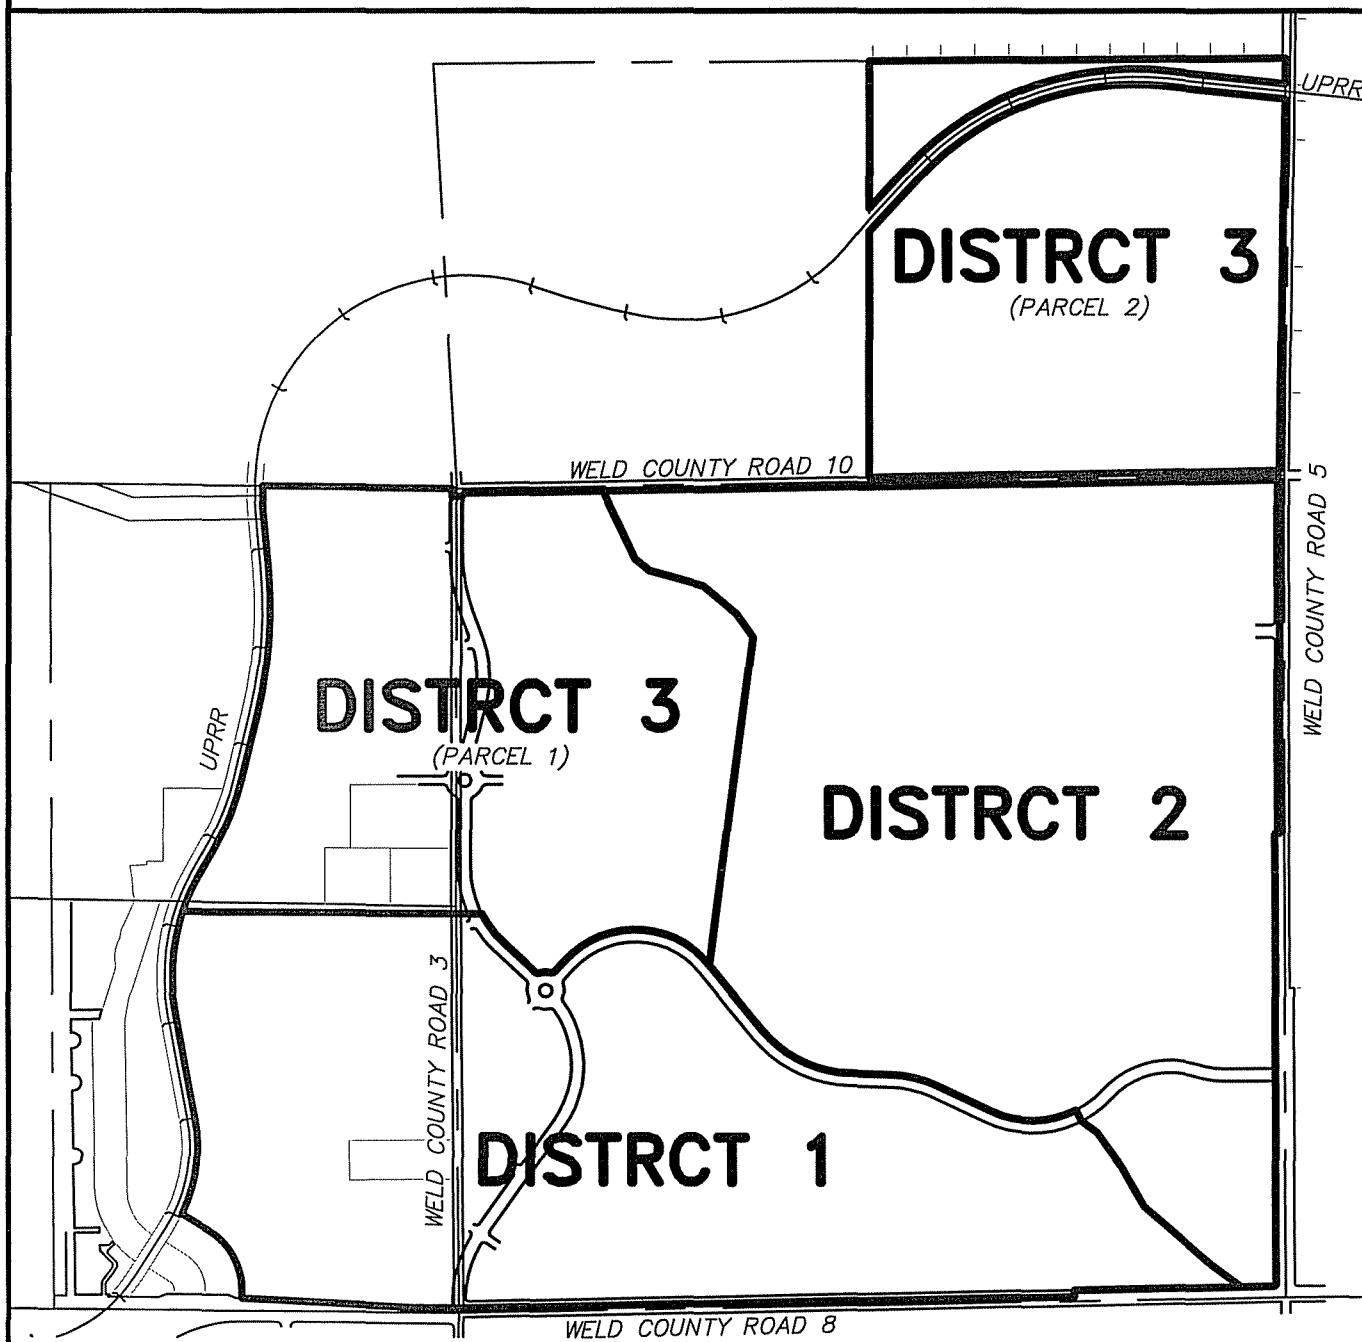 UPRR
DISTRCT 3
(PARCEL 2)
WELD COUNTY ROAD 10
WELD COUNTY ROAD 5
DISTRCT 3
(PARCEL 1)
UPRR
DISTRCT 2
WELD COUNTY ROAD 3
DISTRCT 1
WELD COUNTY ROAD 8